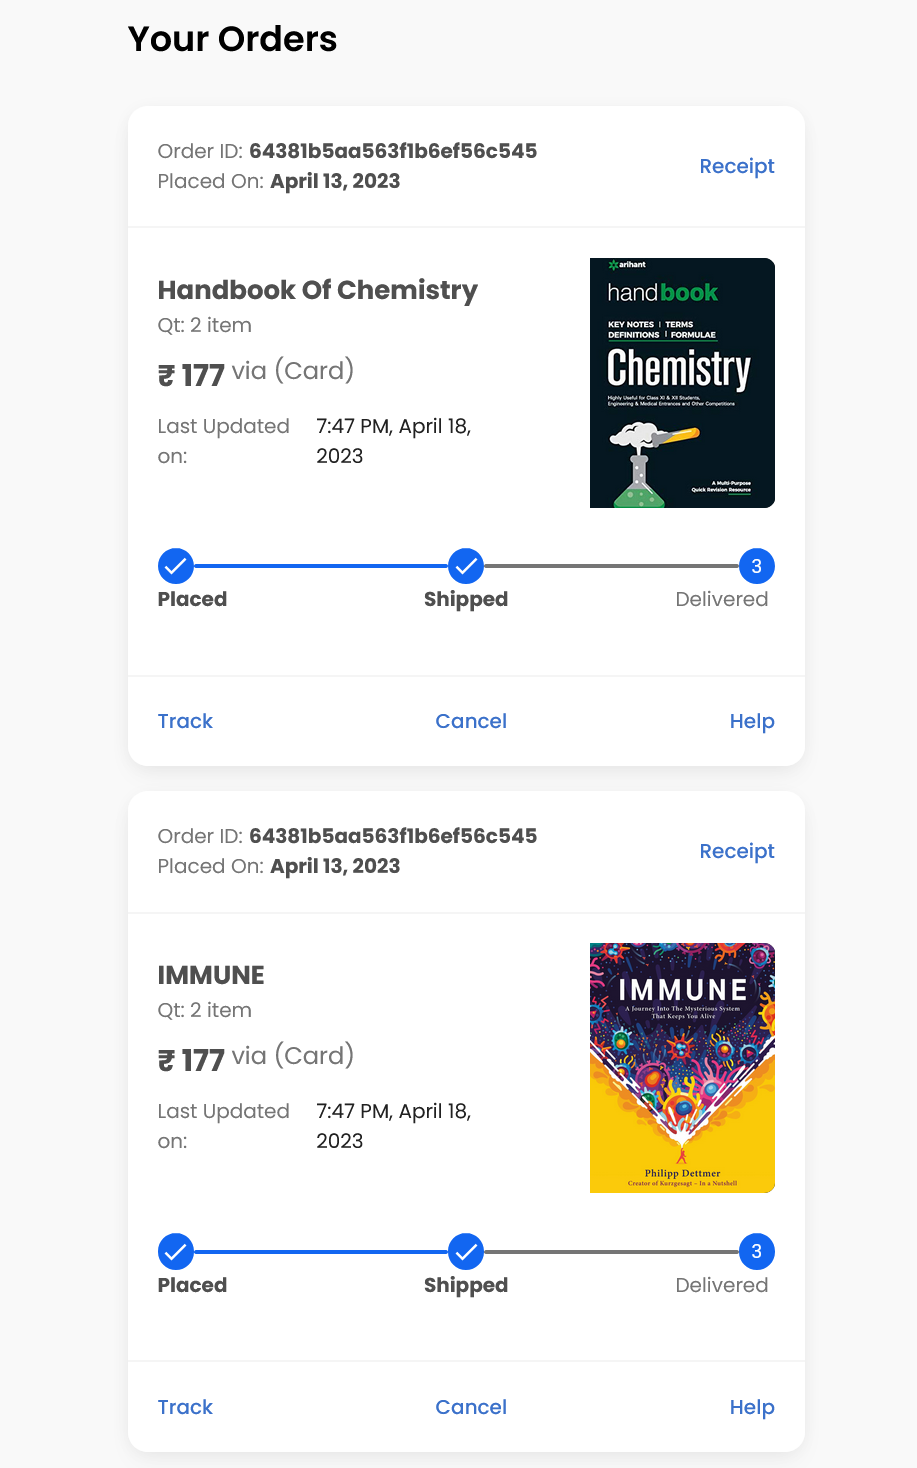 Your Orders
Order ID: 64381b5aa563f1b6ef56c545
Placed On: April 13, 2023
Receipt
Handbook Of Chemistry
Qt: 2 item
₹ 177 via (Card)
Last Updated on:
7:47 PM, April 18, 2023
arihant
handbook
KEY NOTES | TERMS
DEFINITIONS | FORMULAE
Chemistry
Highly Useful for Class XI & XII Students,
Engineering & Medical Entrances and Other Competitions
A Multi-Purpose
Quick Revision Resource
3
Placed
Shipped
Delivered
Track
Cancel
Help
Order ID: 64381b5aa563f1b6ef56c545
Placed On: April 13, 2023
Receipt
IMMUNE
Qt: 2 item
₹ 177 via (Card)
Last Updated on:
7:47 PM, April 18, 2023
IMMUNE
A Journey Into The Mysterious System
That Keeps You Alive
Philipp Dettmer
Creator of Kurzgesagt – In a Nutshell
3
Placed
Shipped
Delivered
Track
Cancel
Help